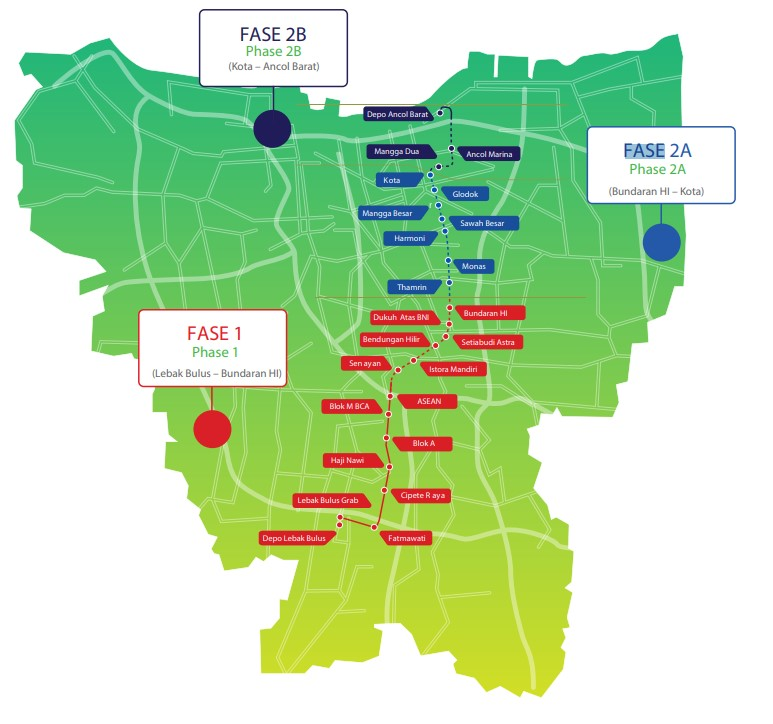 FASE 2B
Phase 2B
(Kota – Ancol Barat)
FASE 2A
Phase 2A
(Bundaran HI – Kota)
FASE 1
Phase 1
(Lebak Bulus – Bundaran HI)
Depo Ancol Barat
Mangga Dua
Ancol Marina
Kota
Glodok
Mangga Besar
Sawah Besar
Harmoni
Monas
Thamrin
Bundaran HI
Dukuh Atas BNI
Bendungan Hilir
Setiabudi Astra
Sen ayan
Istora Mandiri
ASEAN
Blok M BCA
Blok A
Haji Nawi
Cipete R aya
Lebak Bulus Grab
Depo Lebak Bulus
Fatmawati